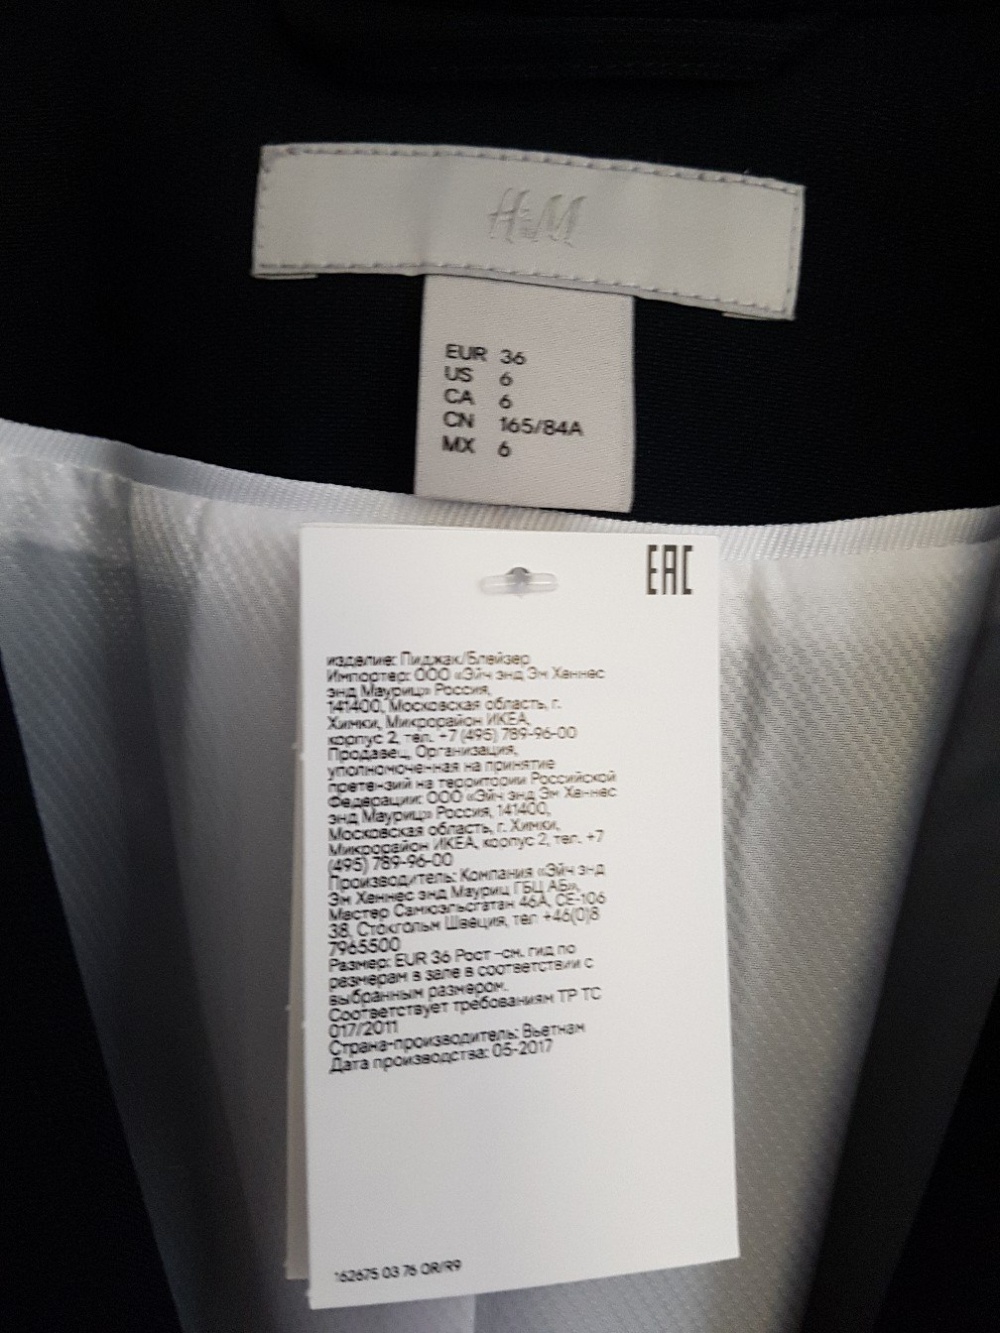 H&M
EUR 36
US 6
CA 6
CN 165/84A
MX 6
EAC
изделие: Пиджак/Блейзер
Импортер: ООО «Эйч энд Эм Хеннес
энд Мауриц» Россия,
141400, Московская область, г.
Химки, Микрорайон ИКЕА,
корпус 2, тел. +7 (495) 789-96-00
Продавец, Организация,
уполномоченная на принятие
претензий на территории Российской
Федерации: ООО «Эйч энд Эм Хеннес
энд Мауриц» Россия, 141400,
Московская область, г. Химки,
Микрорайон ИКЕА, корпус 2, тел. +7
(495) 789-96-00
Производитель: Компания «Эйч энд
Эм Хеннес энд Мауриц ГБЦ АБ»,
Мастер Самюэльсгатан 46А, СЕ-106
38, Стокгольм Швеция, тел +46(0)8
7965500
Размер: EUR 36 Рост –см. гид по
размерам в зале в соответствии с
выбранным размером.
Соответствует требованиям ТР ТС
017/2011
Страна-производитель: Вьетнам
Дата производства: 05-2017
162675 03 76 OR/R9